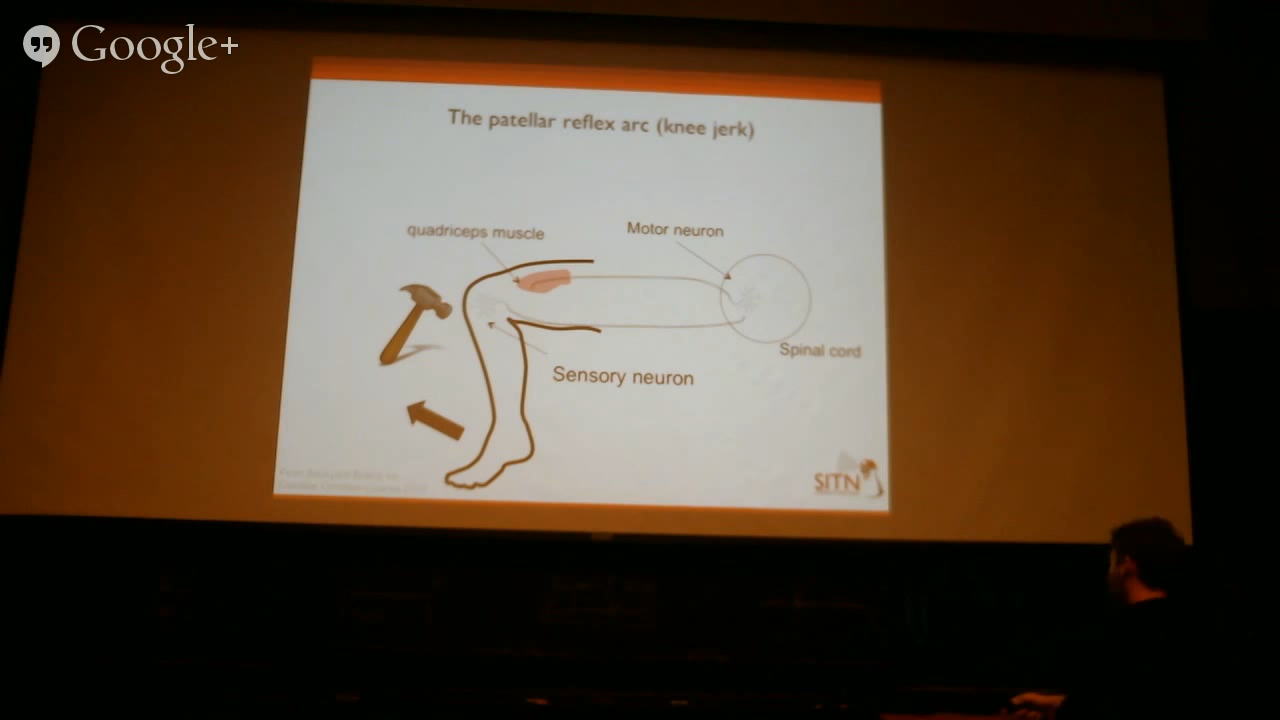 Google+
The patellar reflex arc (knee jerk)
quadriceps muscle
Motor neuron
Spinal cord
Sensory neuron
SITN